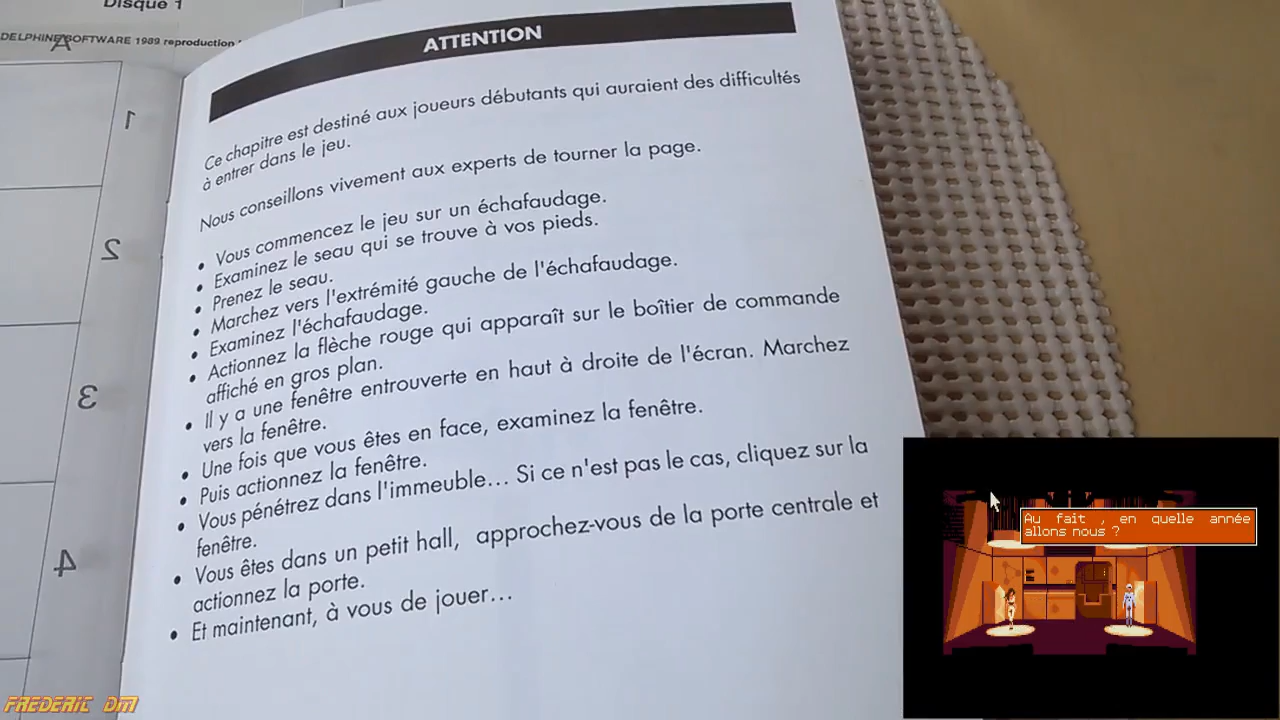 Disque 1
DELPHINE SOFTWARE 1989 reproduction
A
1
2
3
4
ATTENTION
Ce chapitre est destiné aux joueurs débutants qui auraient des difficultés
à entrer dans le jeu.
Nous conseillons vivement aux experts de tourner la page.
• Vous commencez le jeu sur un échafaudage.
• Examinez le seau qui se trouve à vos pieds.
• Prenez le seau.
• Marchez vers l'extrémité gauche de l'échafaudage.
• Examinez l'échafaudage.
• Actionnez la flèche rouge qui apparaît sur le boîtier de commande
affiché en gros plan.
• Il y a une fenêtre entrouverte en haut à droite de l'écran. Marchez
vers la fenêtre.
• Une fois que vous êtes en face, examinez la fenêtre.
• Puis actionnez la fenêtre.
• Vous pénétrez dans l'immeuble... Si ce n'est pas le cas, cliquez sur la
fenêtre.
• Vous êtes dans un petit hall, approchez-vous de la porte centrale et
actionnez la porte.
• Et maintenant, à vous de jouer...
Au fait , en quelle année
allons nous ?
FREDERIC DM